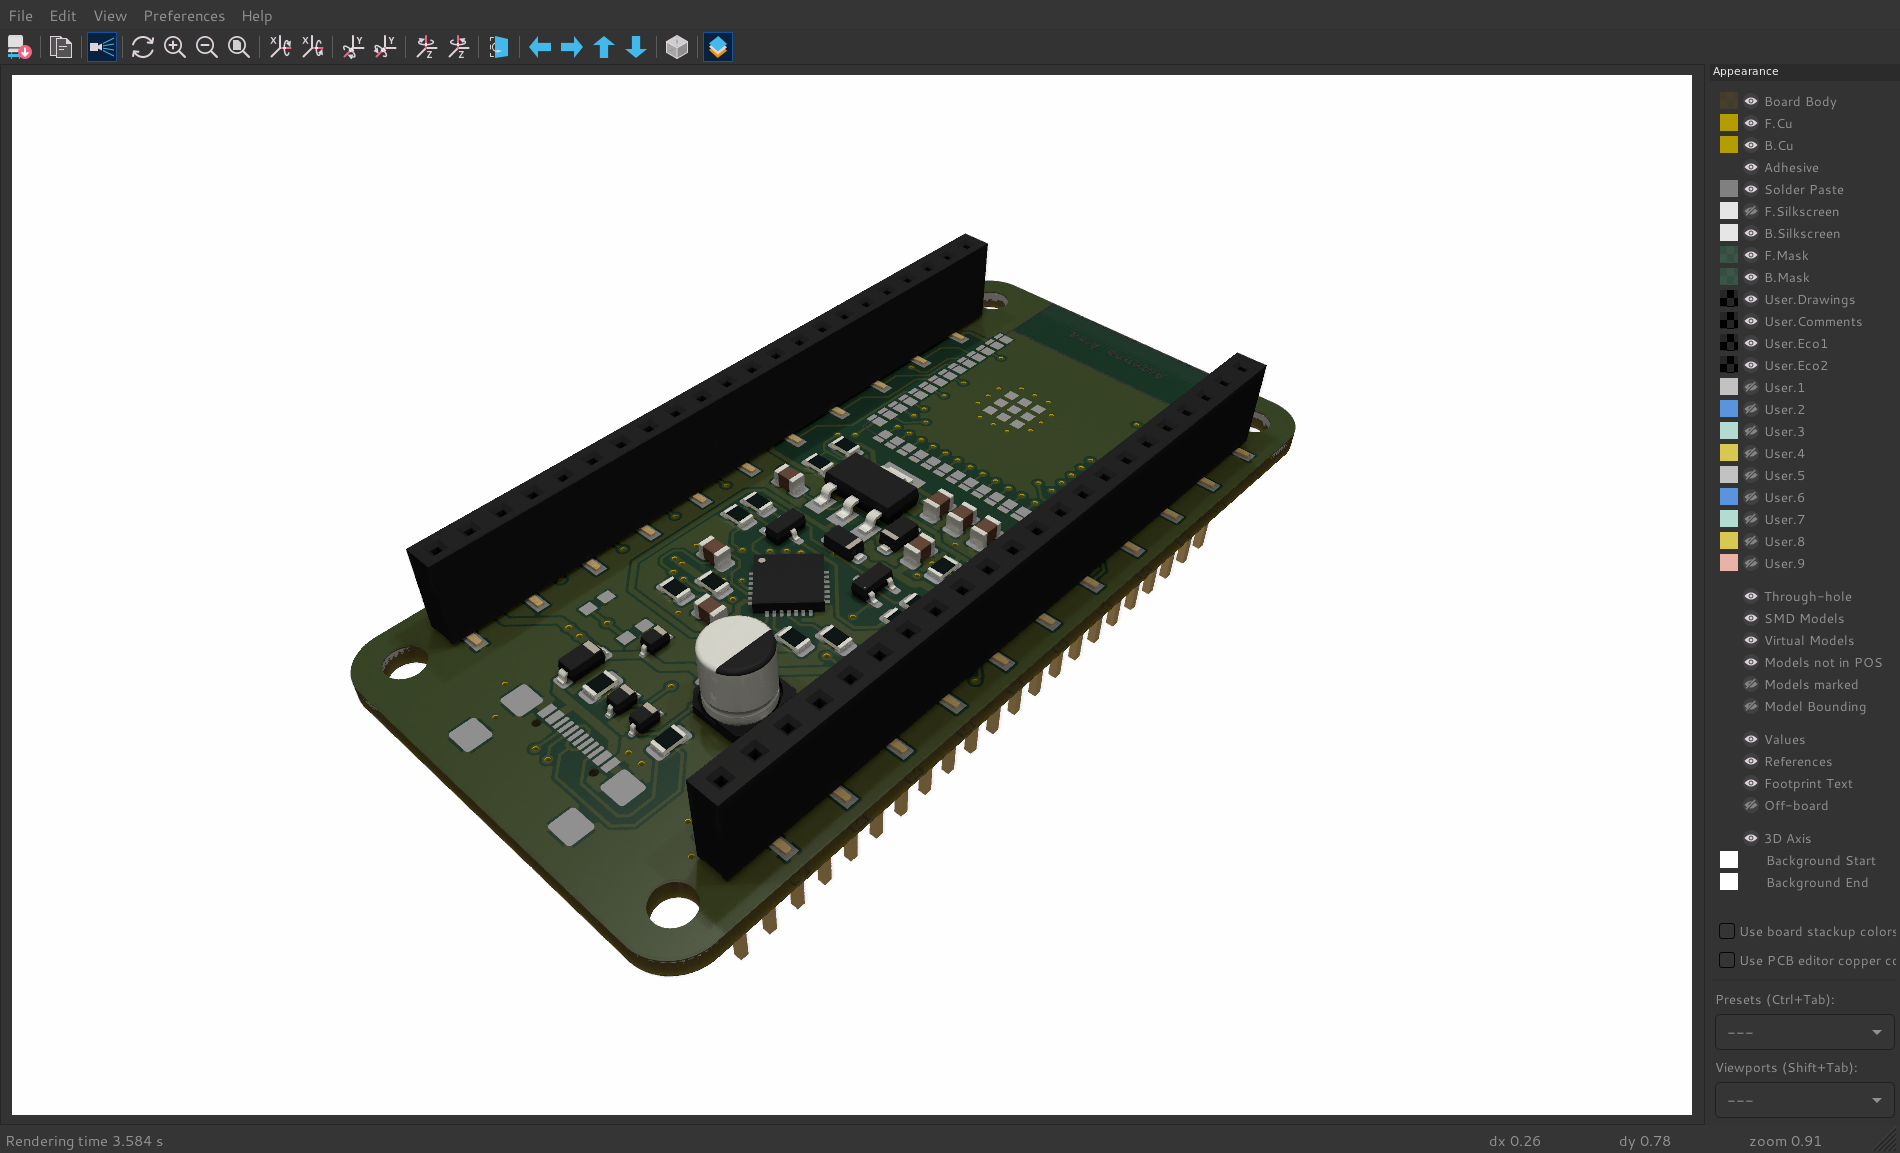 File Edit View Preferences Help
Appearance
Board Body
F.Cu
B.Cu
Adhesive
Solder Paste
F.Silkscreen
B.Silkscreen
F.Mask
B.Mask
User.Drawings
User.Comments
User.Eco1
User.Eco2
User.1
User.2
User.3
User.4
User.5
User.6
User.7
User.8
User.9
Through-hole
SMD Models
Virtual Models
Models not in POS
Models marked
Model Bounding
Values
References
Footprint Text
Off-board
3D Axis
Background Start
Background End
Use board stackup colors
Use PCB editor copper co
Presets (Ctrl+Tab):
---
Viewports (Shift+Tab):
---
Rendering time 3.584 s dx 0.26 dy 0.78 zoom 0.91